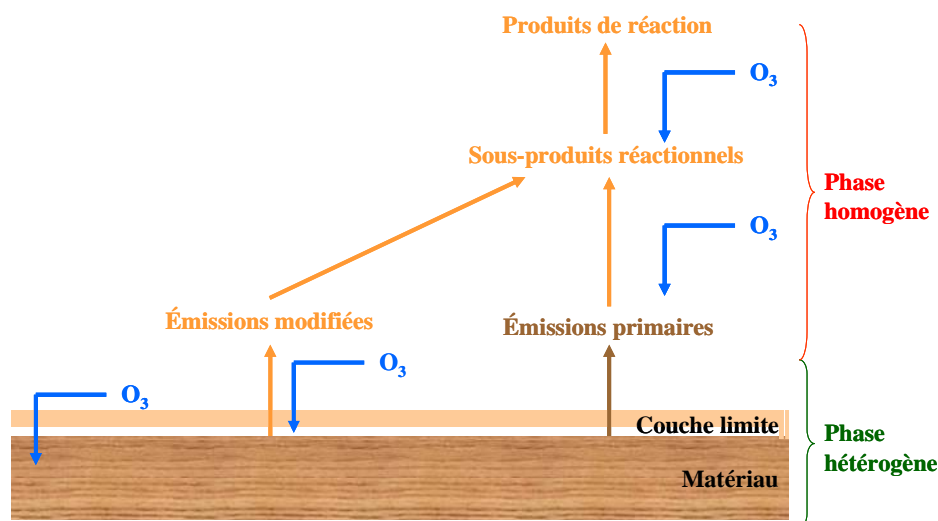 Produits de réaction
O₃
Sous-produits réactionnels
Phase
homogène
O₃
Émissions modifiées
Émissions primaires
O₃
O₃
Couche limite
Phase
hétérogène
Matériau